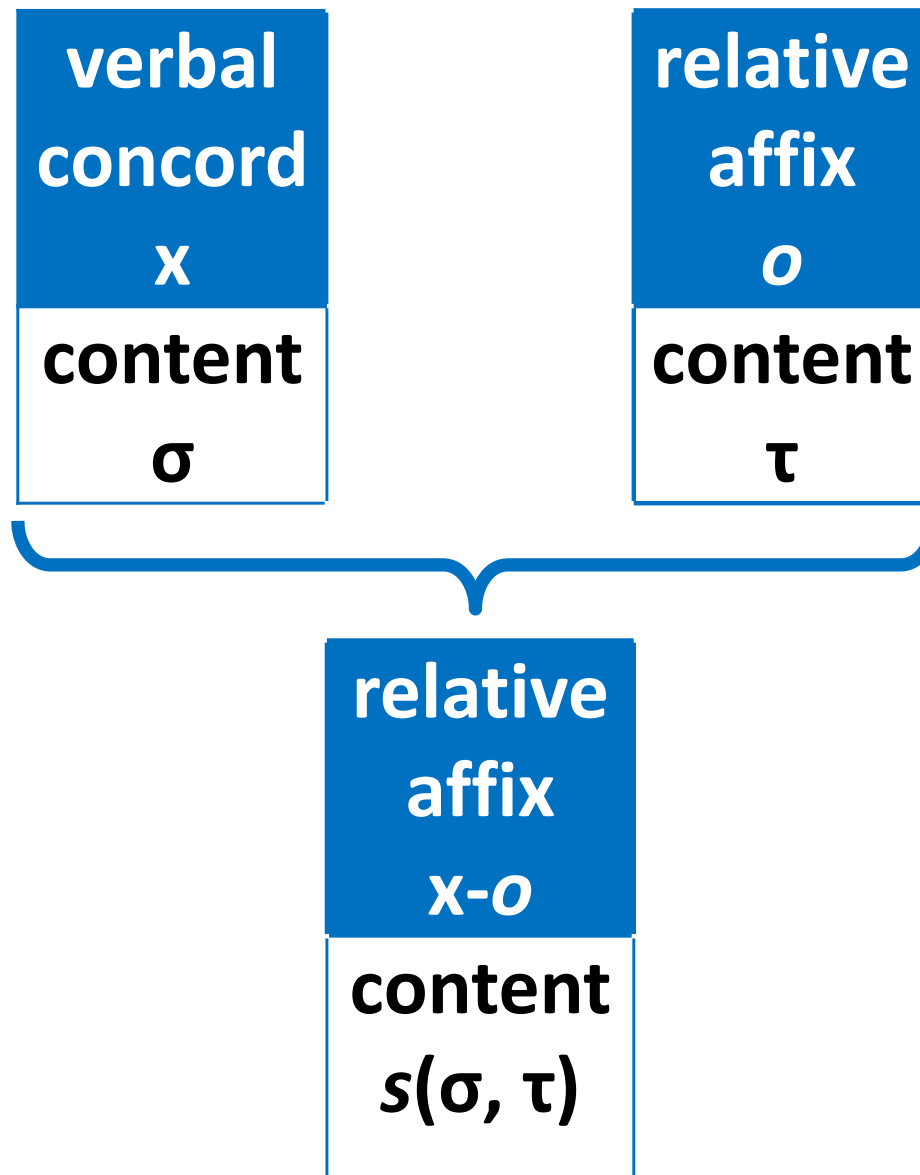 verbal
concord
x
content
σ
relative
affix
o
content
τ
relative
affix
x-o
content
s(σ, τ)